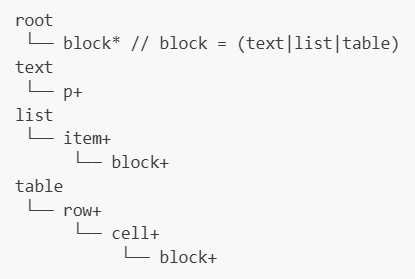 root
 └── block* // block = (text|list|table)
text
 └── p+
list
 └── item+
      └── block+
table
 └── row+
      └── cell+
           └── block+